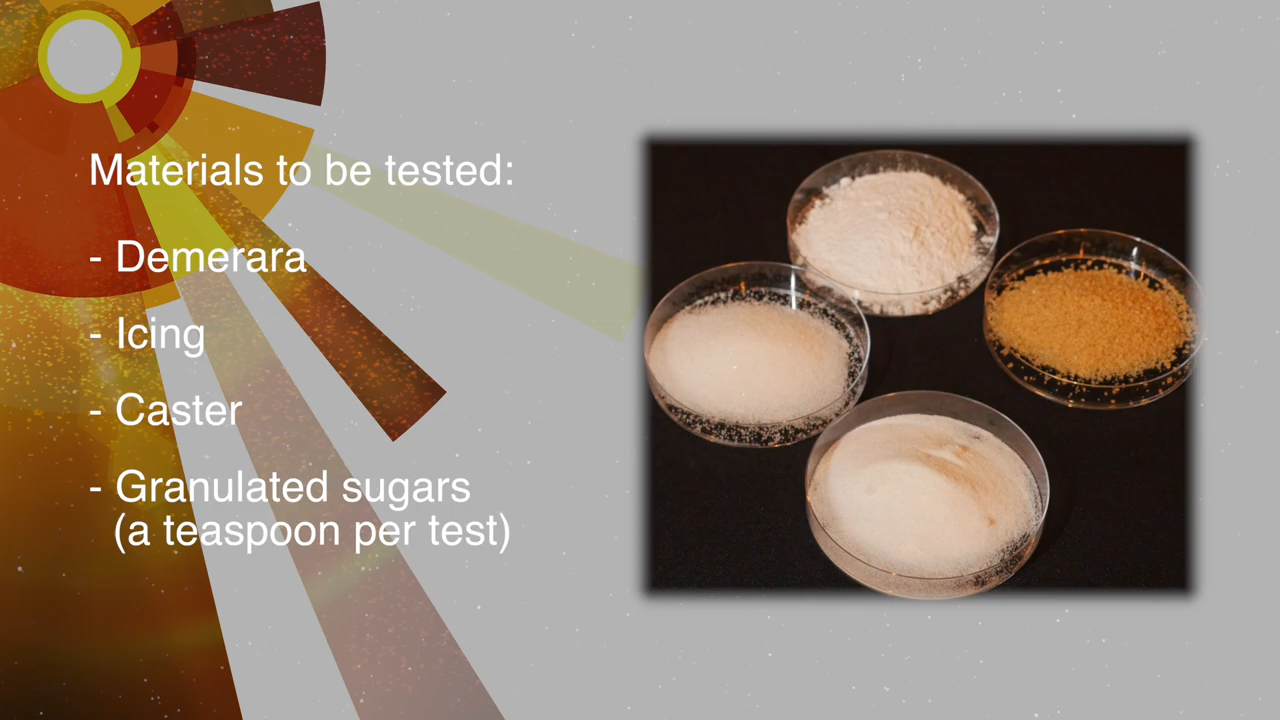 Materials to be tested:
- Demerara
- Icing
- Caster
- Granulated sugars
(a teaspoon per test)